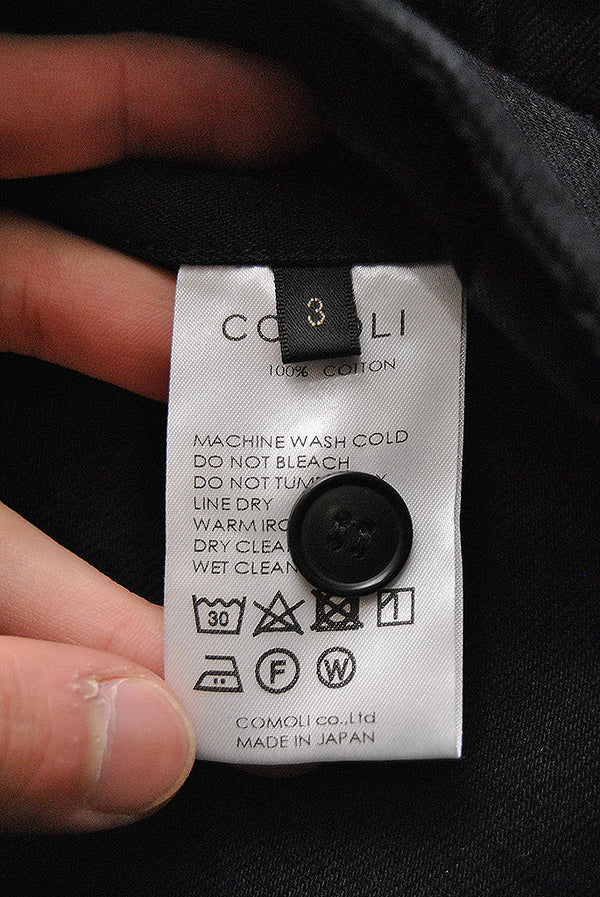 3
100% COTTON
MACHINE WASH COLD
DO NOT BLEACH
DO NOT
LINE DRY
WARM
DRY
WET CLEAN
30
F
W
COMOLI co.,Ltd
MADE IN JAPAN